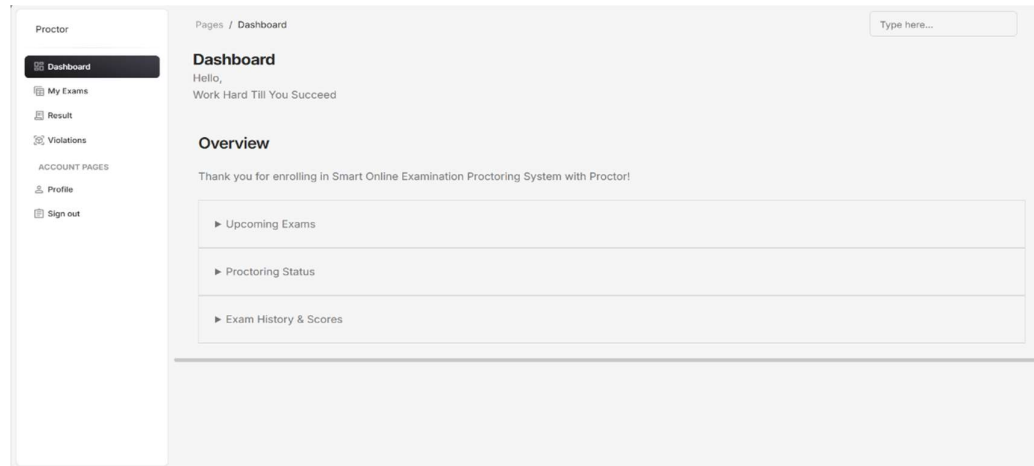 Proctor
Dashboard
My Exams
Result
Violations
ACCOUNT PAGES
Profile
Sign out
Pages / Dashboard
Type here...
Dashboard
Hello,
Work Hard Till You Succeed
Overview
Thank you for enrolling in Smart Online Examination Proctoring System with Proctor!
► Upcoming Exams
► Proctoring Status
► Exam History & Scores